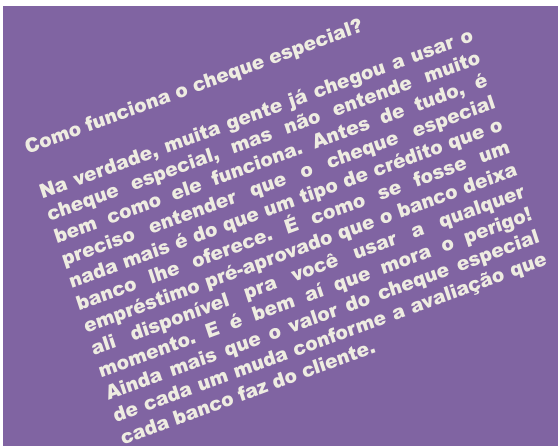 Como funciona o cheque especial?
Na verdade, muita gente já chegou a usar o
cheque especial, mas não entende muito
bem como ele funciona. Antes de tudo, é
preciso entender que o cheque especial
nada mais é do que um tipo de crédito que o
banco lhe oferece. É como se fosse um
empréstimo pré-aprovado que o banco deixa
ali disponível pra você usar a qualquer
momento. E é bem aí que mora o perigo!
Ainda mais que o valor do cheque especial
de cada um muda conforme a avaliação que
cada banco faz do cliente.